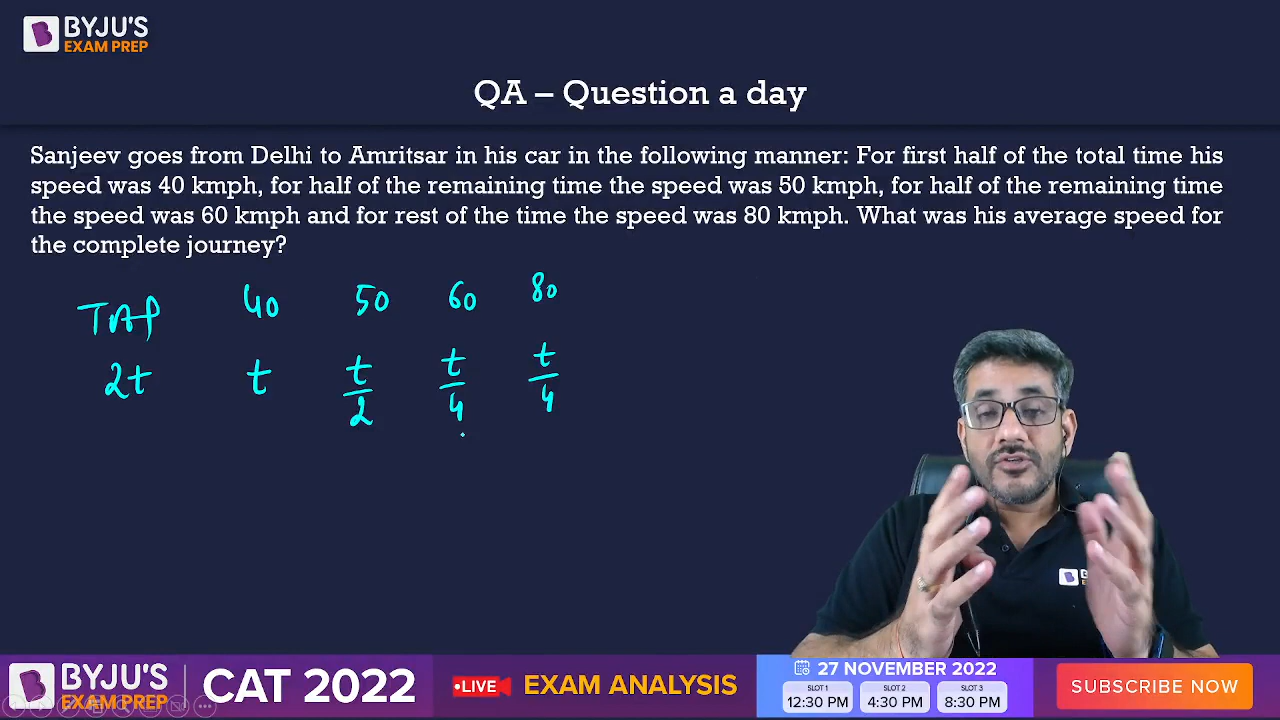 BYJU'S
EXAM PREP
QA – Question a day
Sanjeev goes from Delhi to Amritsar in his car in the following manner: For first half of the total time his
speed was 40 kmph, for half of the remaining time the speed was 50 kmph, for half of the remaining time
the speed was 60 kmph and for rest of the time the speed was 80 kmph. What was his average speed for
the complete journey?
40 50 60 80
2t t t/2 t/4 t/4
BYJU'S
EXAM PREP
CAT 2022
LIVE EXAM ANALYSIS
27 NOVEMBER 2022
SLOT 1 SLOT 2 SLOT 3
12:30 PM 4:30 PM 8:30 PM
SUBSCRIBE NOW